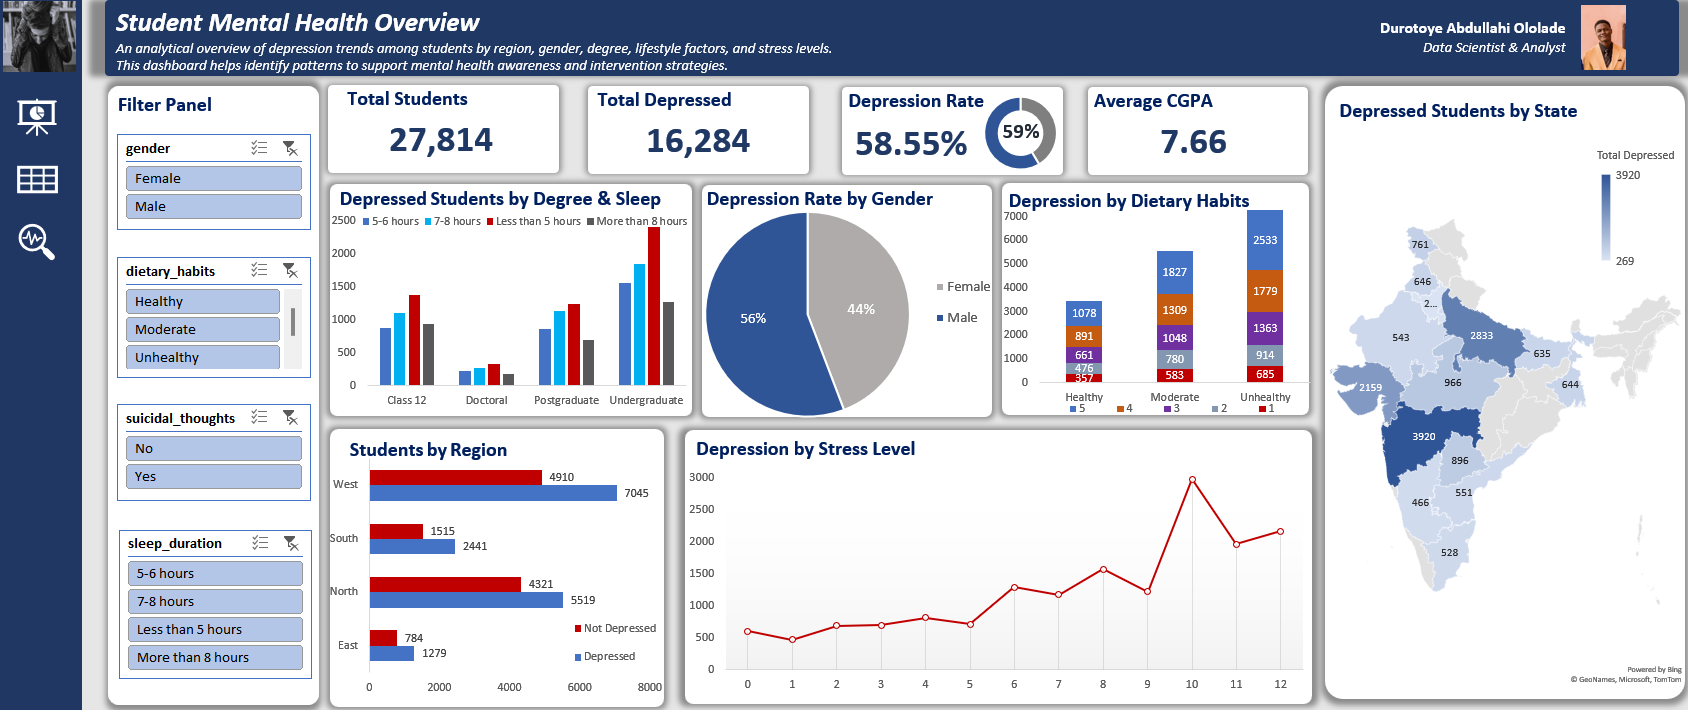 Student Mental Health Overview
An analytical overview of depression trends among students by region, gender, degree, lifestyle factors, and stress levels.
This dashboard helps identify patterns to support mental health awareness and intervention strategies.
Durotoye Abdullahi Ololade
Data Scientist & Analyst
Filter Panel
gender
Female
Male
dietary_habits
Healthy
Moderate
Unhealthy
suicidal_thoughts
No
Yes
sleep_duration
5-6 hours
7-8 hours
Less than 5 hours
More than 8 hours
Total Students
27,814
Total Depressed
16,284
Depression Rate
58.55%
59%
Average CGPA
7.66
Depressed Students by Degree & Sleep
5-6 hours 7-8 hours Less than 5 hours More than 8 hours
2500
2000
1500
1000
500
0
Class 12 Doctoral Postgraduate Undergraduate
Depression Rate by Gender
56%
44%
Female
Male
Depression by Dietary Habits
7000
6000
5000
4000
3000
2000
1000
0
1078
891
661
476
357
1827
1309
1048
780
583
2533
1779
1363
914
685
Healthy Moderate Unhealthy
5 4 3 2 1
Students by Region
West
4910
7045
South
1515
2441
North
4321
5519
East
784
1279
Not Depressed
Depressed
0 2000 4000 6000 8000
Depression by Stress Level
3000
2500
2000
1500
1000
500
0
0 1 2 3 4 5 6 7 8 9 10 11 12
Depressed Students by State
Total Depressed
3920
269
761
646
2...
543
2833
635
2159
966
644
3920
896
551
466
528
Powered by Bing
© GeoNames, Microsoft, TomTom